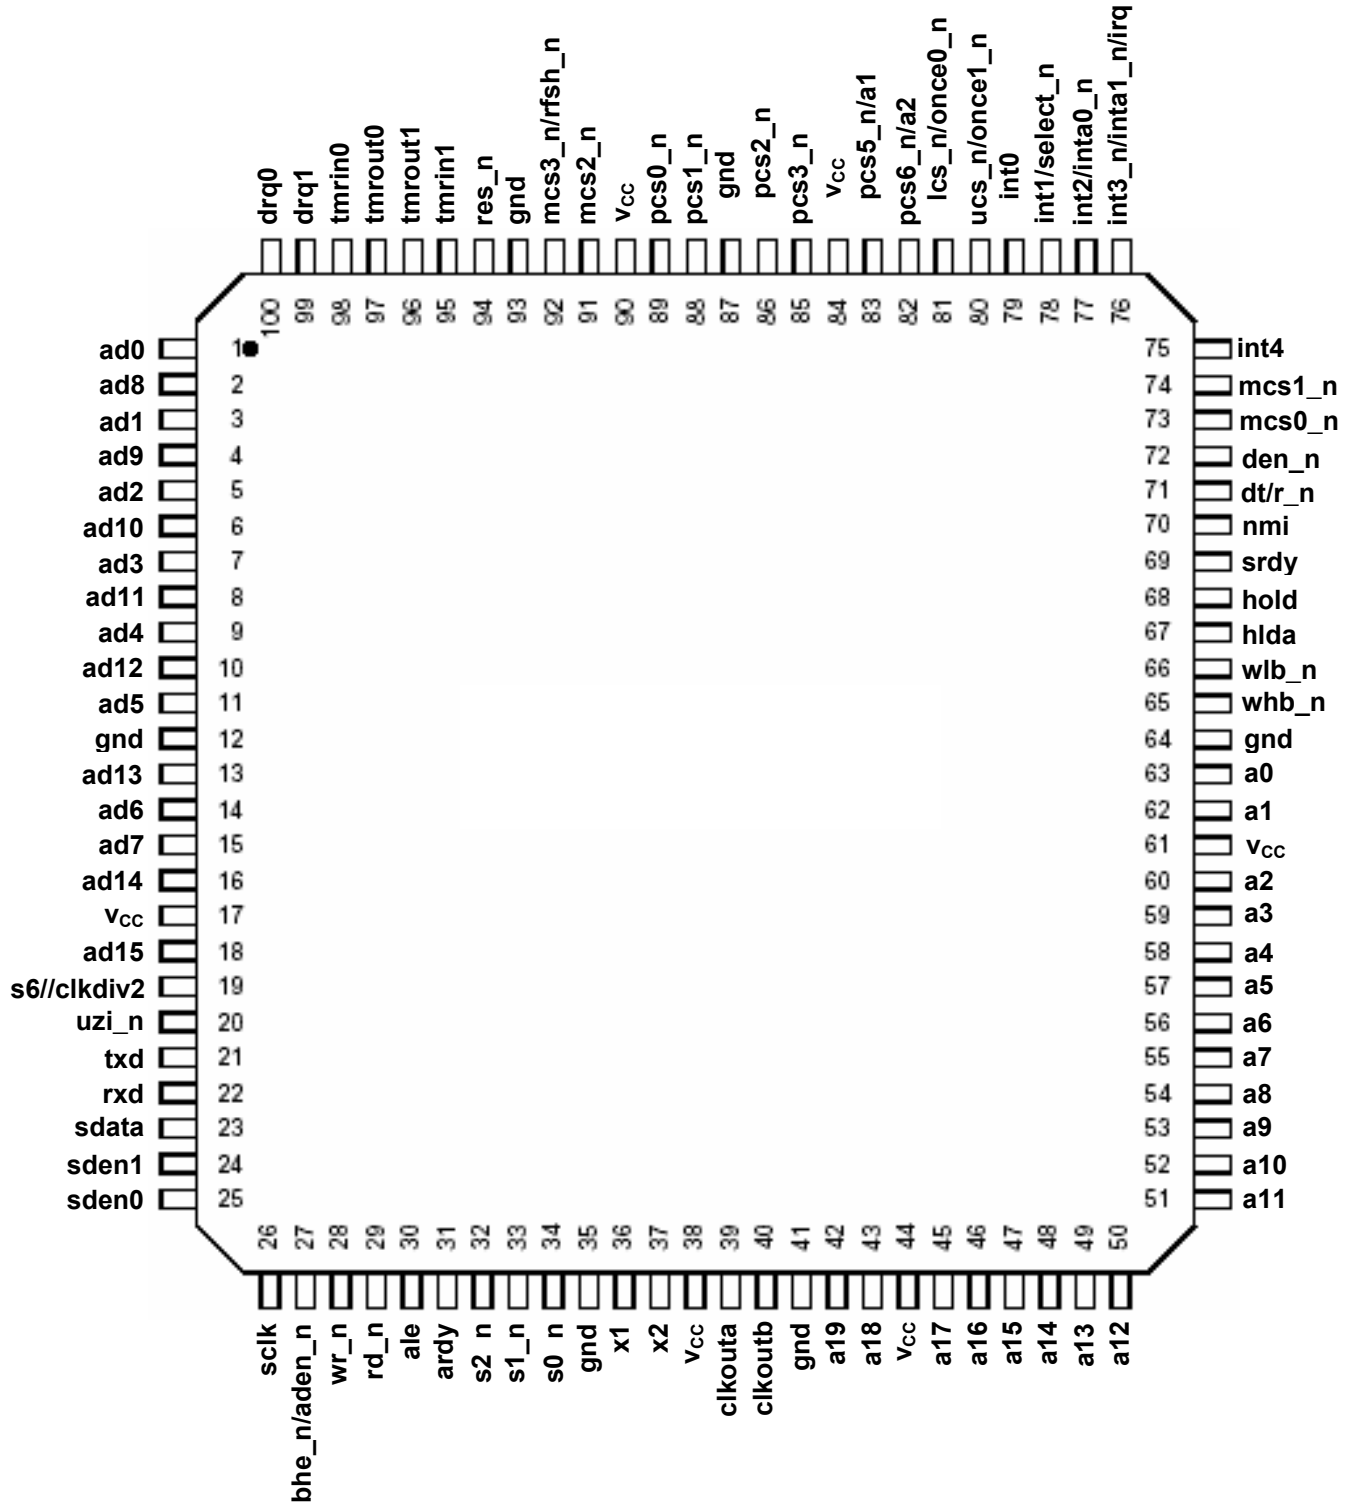 drq0
drq1
tmrin0
tmrout0
tmrout1
tmrin1
res_n
gnd
mcs3_n/rfsh_n
mcs2_n
vCC
pcs0_n
pcs1_n
gnd
pcs2_n
pcs3_n
vCC
pcs5_n/a1
pcs6_n/a2
lcs_n/once0_n
ucs_n/once1_n
int0
int1/select_n
int2/inta0_n
int3_n/inta1_n/irq
100
99
98
97
96
95
94
93
92
91
90
89
88
87
86
85
84
83
82
81
80
79
78
77
76
ad0 1 75 int4
ad8 2 74 mcs1_n
ad1 3 73 mcs0_n
ad9 4 72 den_n
ad2 5 71 dt/r_n
ad10 6 70 nmi
ad3 7 69 srdy
ad11 8 68 hold
ad4 9 67 hlda
ad12 10 66 wlb_n
ad5 11 65 whb_n
gnd 12 64 gnd
ad13 13 63 a0
ad6 14 62 a1
ad7 15 61 vCC
ad14 16 60 a2
vCC 17 59 a3
ad15 18 58 a4
s6//clkdiv2 19 57 a5
uzi_n 20 56 a6
txd 21 55 a7
rxd 22 54 a8
sdata 23 53 a9
sden1 24 52 a10
sden0 25 51 a11
26
27
28
29
30
31
32
33
34
35
36
37
38
39
40
41
42
43
44
45
46
47
48
49
50
sclk
bhe_n/aden_n
wr_n
rd_n
ale
ardy
s2_n
s1_n
s0_n
gnd
x1
x2
vCC
clkouta
clkoutb
gnd
a19
a18
vCC
a17
a16
a15
a14
a13
a12